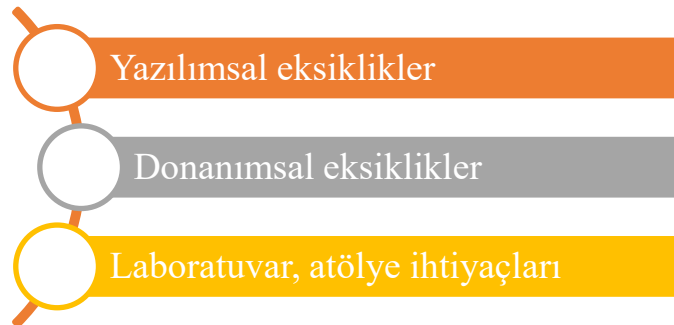 Yazılımsal eksiklikler
Donanımsal eksiklikler
Laboratuvar, atölye ihtiyaçları